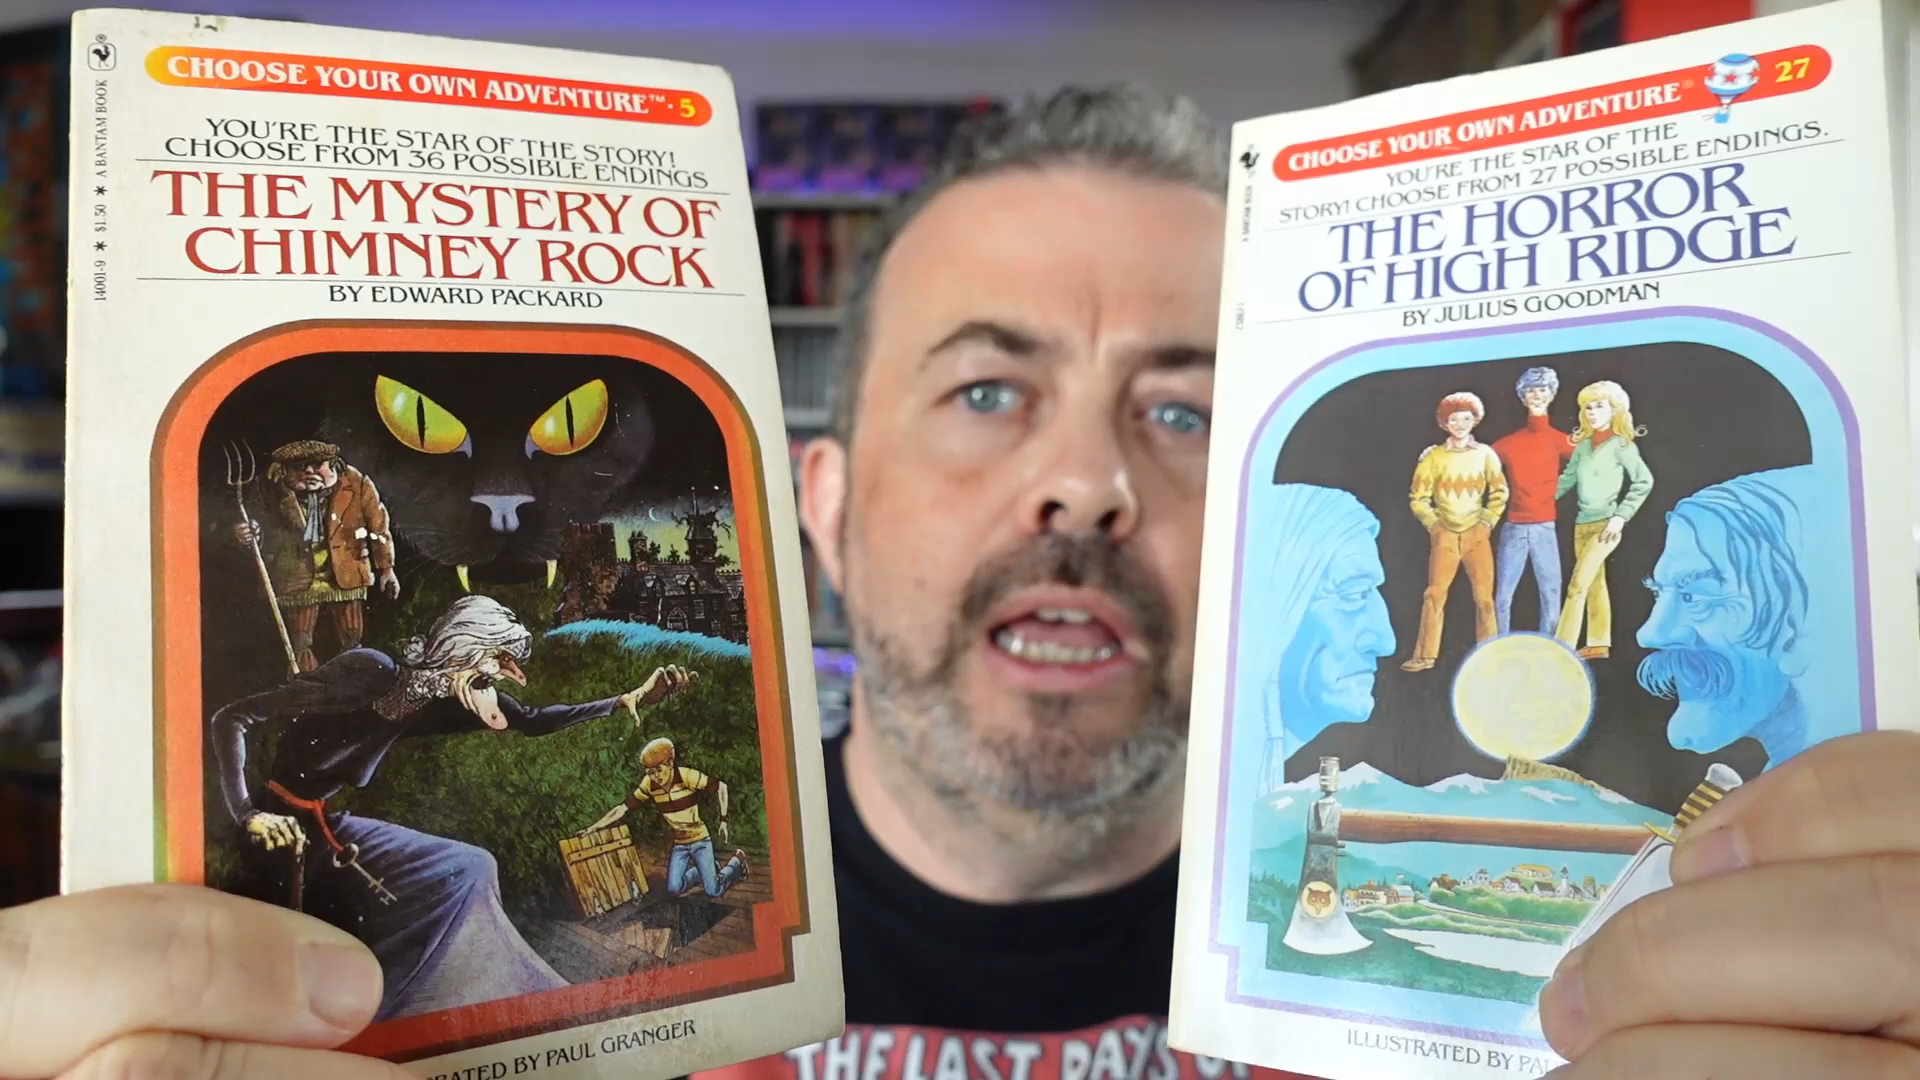 CHOOSE YOUR OWN ADVENTURE™· 5
YOU'RE THE STAR OF THE STORY!
CHOOSE FROM 36 POSSIBLE ENDINGS
THE MYSTERY OF
CHIMNEY ROCK
BY EDWARD PACKARD
14001-9 * $1.50 * A BANTAM BOOK
RATED BY PAUL GRANGER
CHOOSE YOUR OWN ADVENTURE® 27
YOU'RE THE STAR OF THE
STORY! CHOOSE FROM 27 POSSIBLE ENDINGS.
THE HORROR
OF HIGH RIDGE
BY JULIUS GOODMAN
ILLUSTRATED BY
THE LAST DAYS